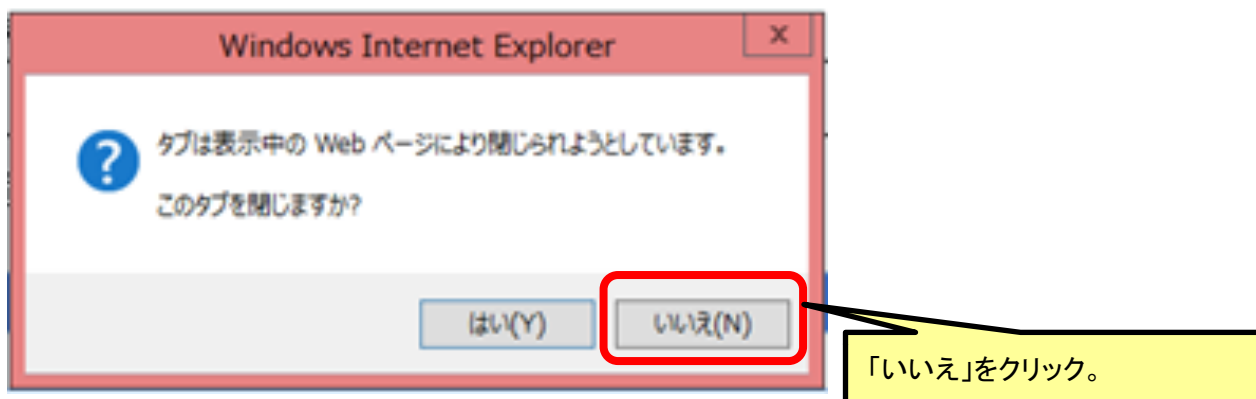 Windows Internet Explorer
x
?
タブは表示中の Web ページにより閉じられようとしています。
このタブを閉じますか?
はい(Y)
いいえ(N)
「いいえ」をクリック。